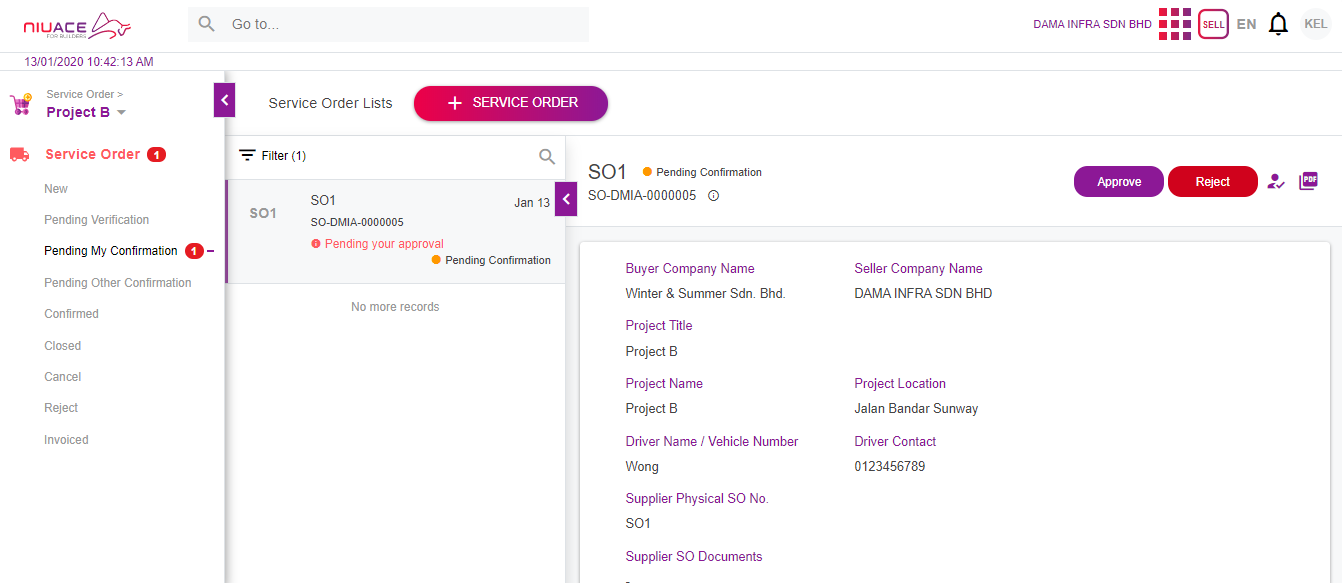 NIUACE
FOR BUILDERS
Go to...
DAMA INFRA SDN BHD
SELL
EN
KEL
13/01/2020 10:42:13 AM
Service Order >
Project B
Service Order 1
New
Pending Verification
Pending My Confirmation 1
Pending Other Confirmation
Confirmed
Closed
Cancel
Reject
Invoiced
Service Order Lists
+ SERVICE ORDER
Filter (1)
SO1
SO1
Jan 13
SO-DMIA-0000005
Pending your approval
Pending Confirmation
No more records
SO1
Pending Confirmation
SO-DMIA-0000005
Approve
Reject
PDF
Buyer Company Name
Seller Company Name
Winter & Summer Sdn. Bhd.
DAMA INFRA SDN BHD
Project Title
Project B
Project Name
Project Location
Project B
Jalan Bandar Sunway
Driver Name / Vehicle Number
Driver Contact
Wong
0123456789
Supplier Physical SO No.
SO1
Supplier SO Documents